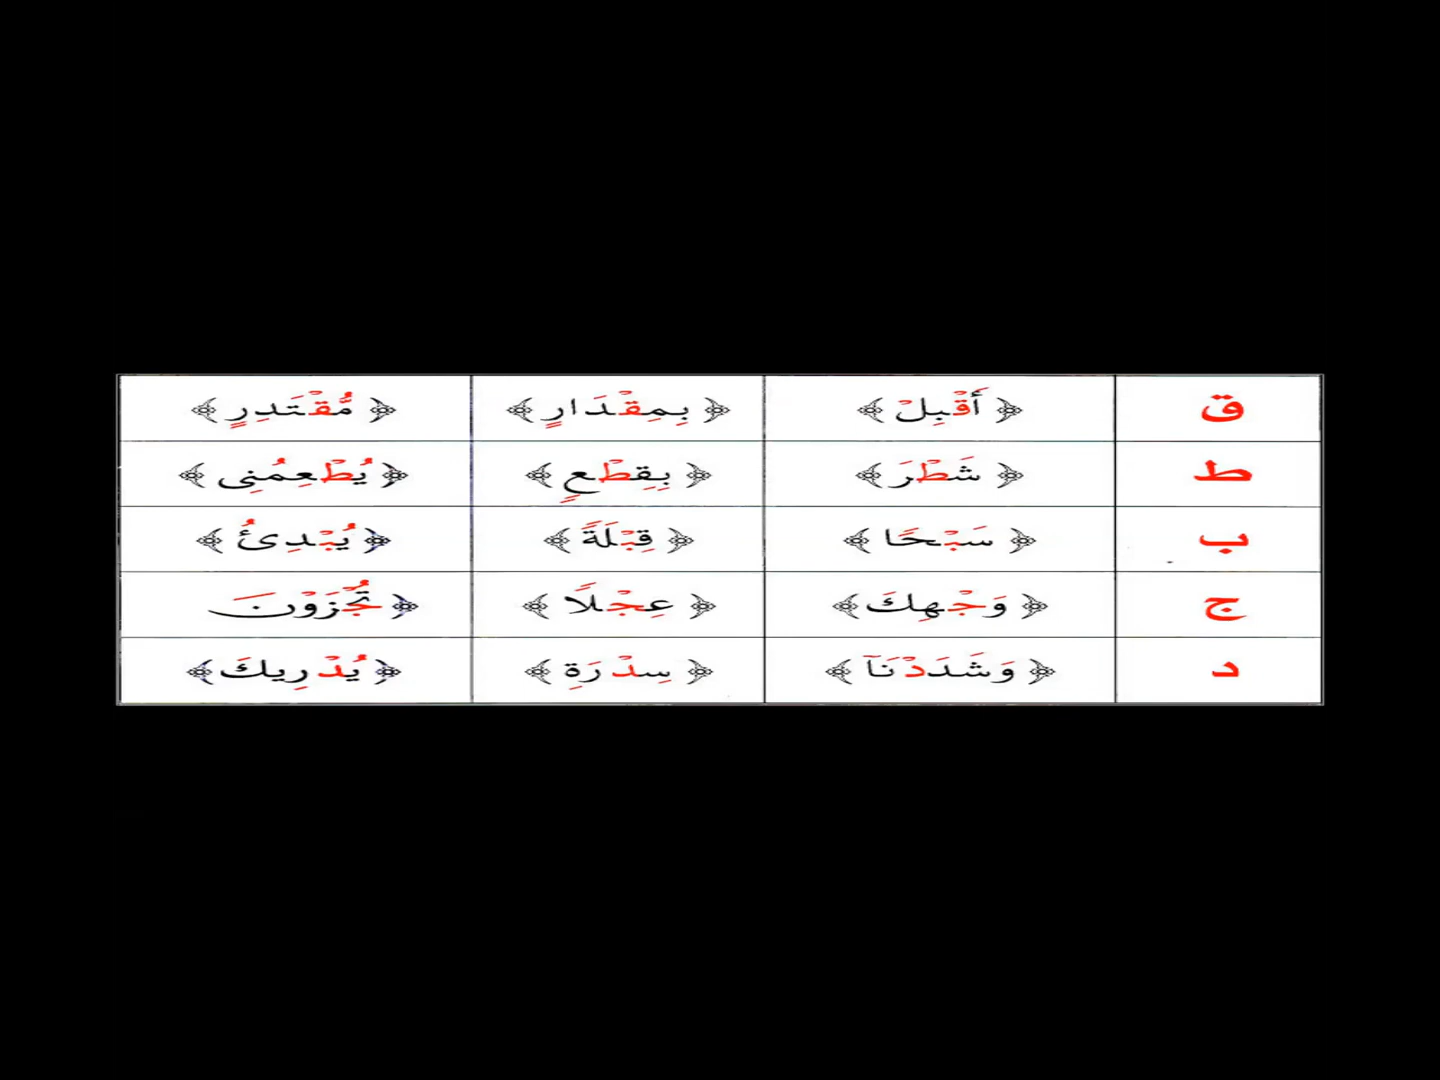 ق ﴿ أَقْبِلْ ﴾ ﴿ بِمِقْدَارٍ ﴾ ﴿ مُّقْتَدِرٍ ﴾
ط ﴿ شَطْرَ ﴾ ﴿ بِقِطْعٍ ﴾ ﴿ يُطْعِمُنِى ﴾
ب ﴿ سَبْحًا ﴾ ﴿ قِبْلَةً ﴾ ﴿ يُبْدِئُ ﴾
ج ﴿ وَجْهِكَ ﴾ ﴿ عِجْلًا ﴾ ﴿ تُجْزَوْنَ
د ﴿ وَشَدَدْنَآ ﴾ ﴿ سِدْرَةِ ﴾ ﴿ يُدْرِيكَ ﴾